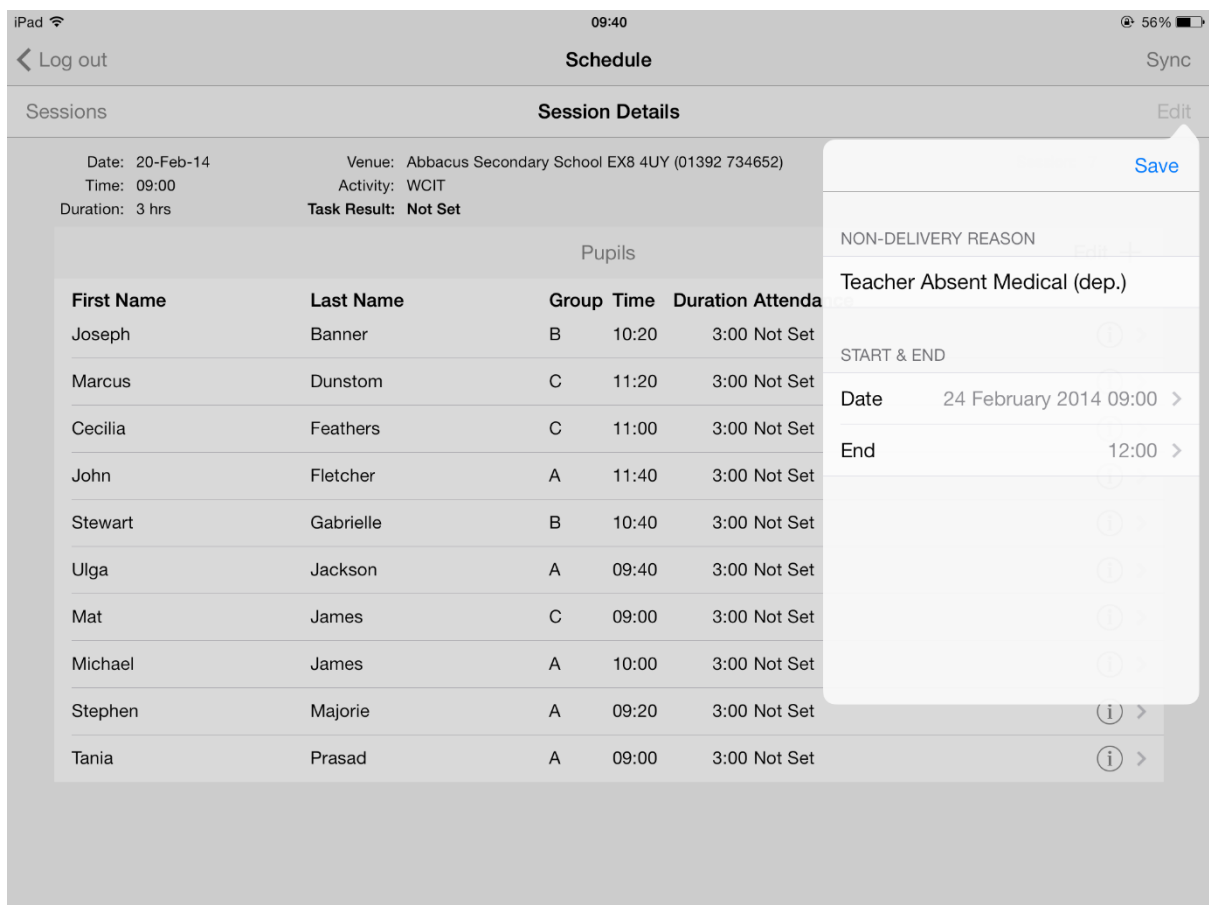 iPad 09:40 56%
Log out Schedule Sync
Sessions Session Details Edit
Date: 20-Feb-14 Venue: Abbacus Secondary School EX8 4UY (01392 734652)
Time: 09:00 Activity: WCIT
Duration: 3 hrs Task Result: Not Set
Save
NON-DELIVERY REASON
Teacher Absent Medical (dep.)
START & END
Date 24 February 2014 09:00
End 12:00
Pupils Edit +
First Name Last Name Group Time Duration Attendance
Joseph Banner B 10:20 3:00 Not Set
Marcus Dunstom C 11:20 3:00 Not Set
Cecilia Feathers C 11:00 3:00 Not Set
John Fletcher A 11:40 3:00 Not Set
Stewart Gabrielle B 10:40 3:00 Not Set
Ulga Jackson A 09:40 3:00 Not Set
Mat James C 09:00 3:00 Not Set
Michael James A 10:00 3:00 Not Set
Stephen Majorie A 09:20 3:00 Not Set
Tania Prasad A 09:00 3:00 Not Set